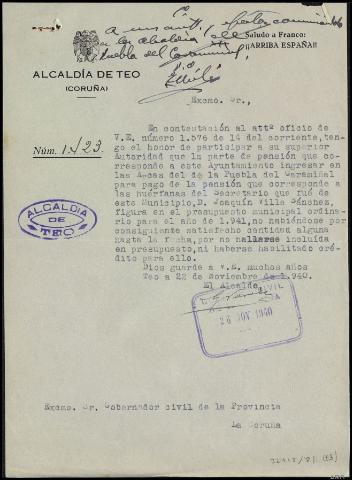 Saludo a Franco:
¡¡ARRIBA ESPAÑA!!
ALCALDÍA DE TEO
(CORUÑA)
Excmo. Sr.,
En contestación al attº oficio de
V.E. número 1.576 de 14 del corriente, ten-
go el honor de participar a su superior
Autoridad que la parte de pensión que co-
rresponde a este Ayuntamiento ingresar en
las Arcas del de la Puebla del Caramiñal
para pago de la pensión que corresponde a
las huérfanas del Secretario que fué de
este Municipio, D. Joaquín Villa Sánchez,
figura en el presupuesto municipal ordina-
rio para el año de 1.941, no habiéndose por
consiguiente satisfecho cantidad alguna
hasta la fecha, por no hallarse incluída
en presupuesto, ni haberse habilitado cré-
dito para ello.
Núm. 1.423
ALCALDIA
DE
TEO
Dios guarde a V.E. muchos años
Teo a 22 de Noviembre de 1.940.
El Alcalde,
26 NOV 1940
Excmo. Sr. Gobernador civil de la Provincia
La Coruña